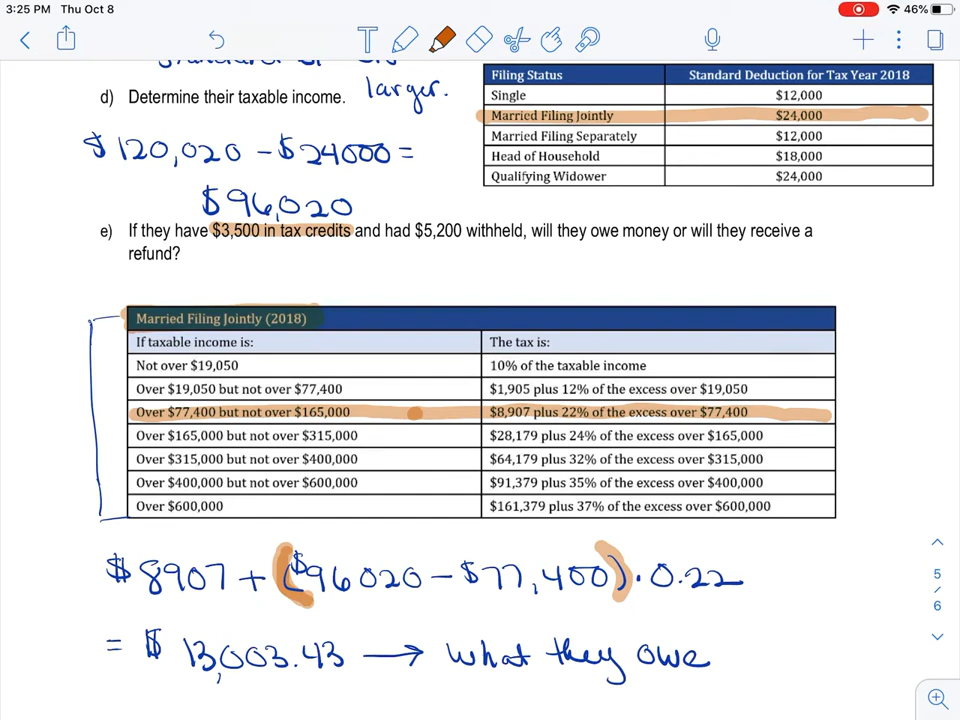 3:25 PM Thu Oct 8
46%
T
larger.
d) Determine their taxable income.
$120,020 - $24000 =
$96,020
Filing Status Standard Deduction for Tax Year 2018
Single $12,000
Married Filing Jointly $24,000
Married Filing Separately $12,000
Head of Household $18,000
Qualifying Widower $24,000
e) If they have $3,500 in tax credits and had $5,200 withheld, will they owe money or will they receive a
refund?
Married Filing Jointly (2018)
If taxable income is: The tax is:
Not over $19,050 10% of the taxable income
Over $19,050 but not over $77,400 $1,905 plus 12% of the excess over $19,050
Over $77,400 but not over $165,000 $8,907 plus 22% of the excess over $77,400
Over $165,000 but not over $315,000 $28,179 plus 24% of the excess over $165,000
Over $315,000 but not over $400,000 $64,179 plus 32% of the excess over $315,000
Over $400,000 but not over $600,000 $91,379 plus 35% of the excess over $400,000
Over $600,000 $161,379 plus 37% of the excess over $600,000
$8907 + ($96020 - $77,400) · 0.22
= $ 13,003.43 → what they owe
5
/
6